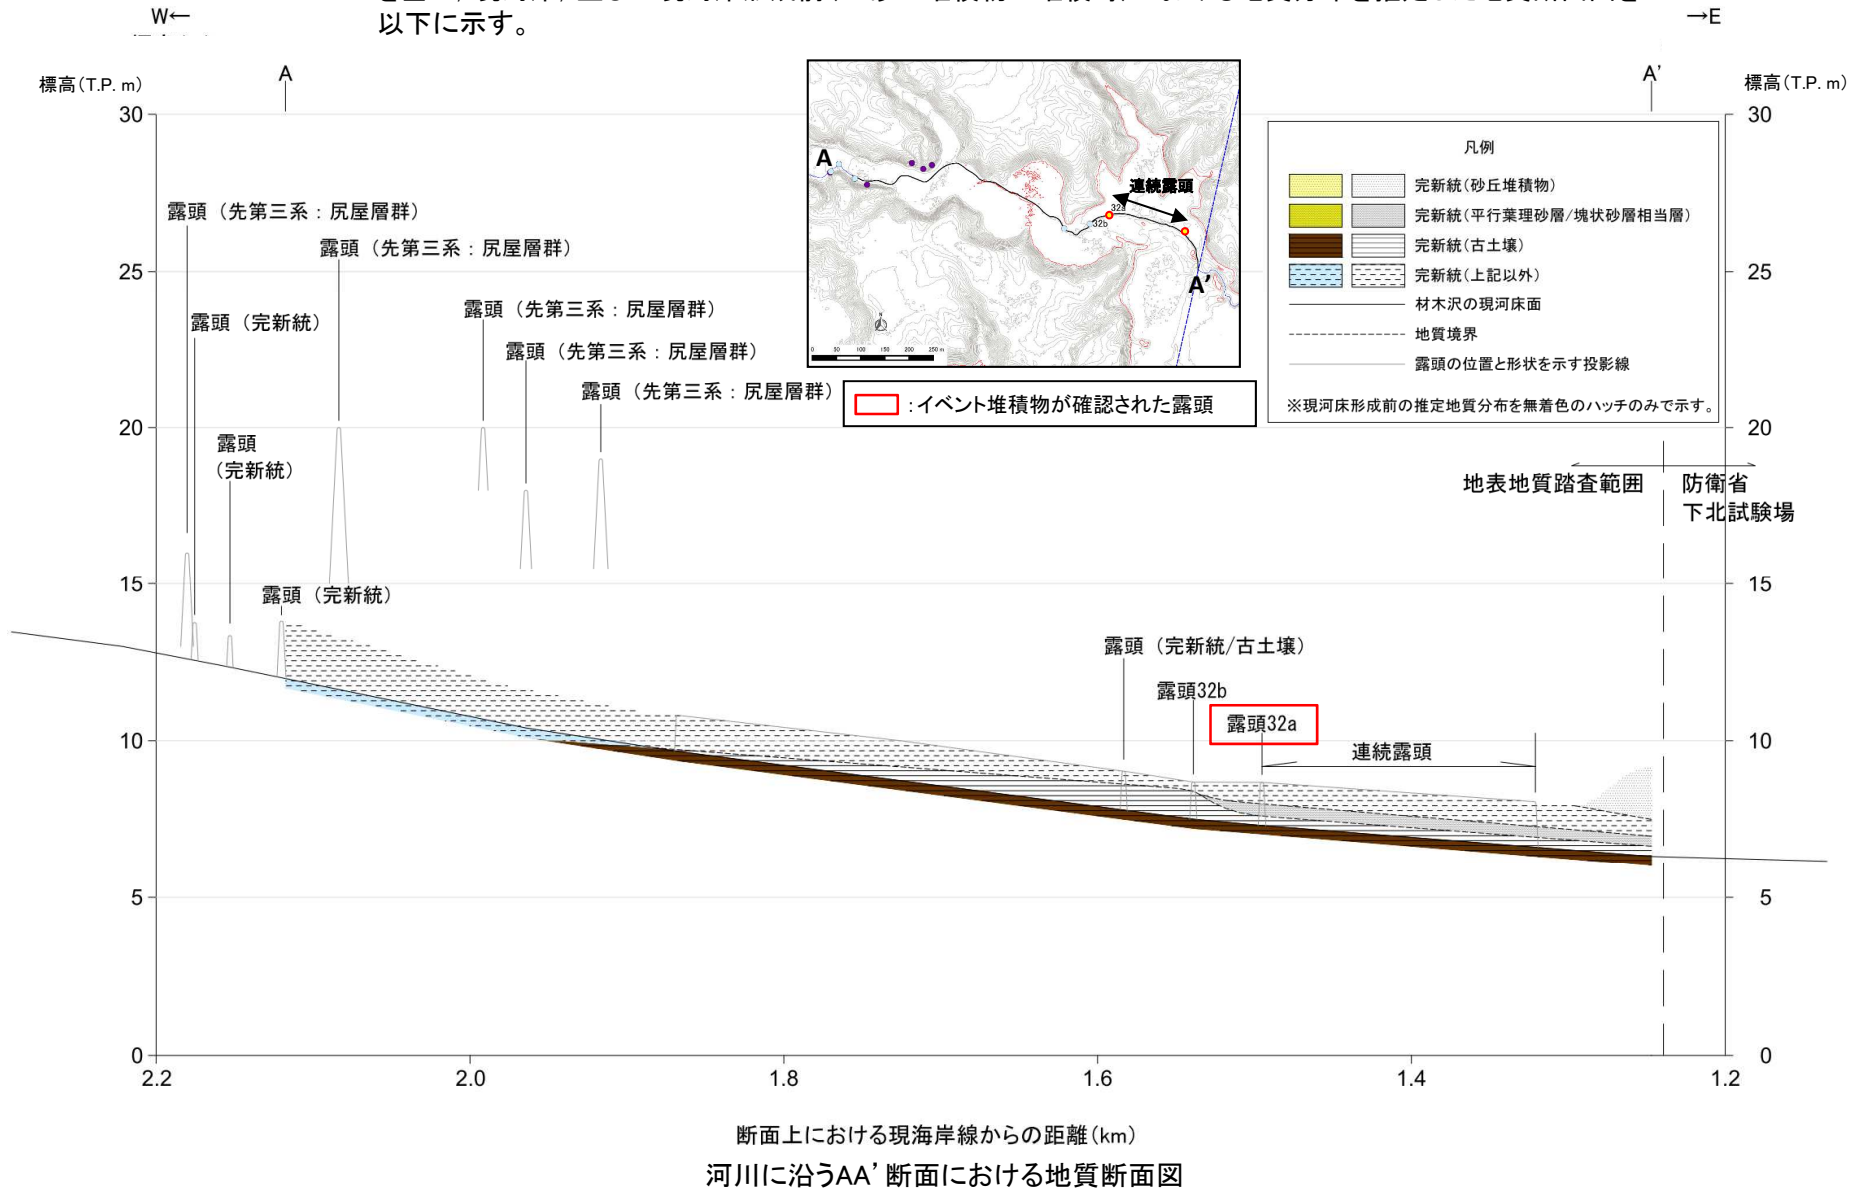 W←
→E
以下に示す。
標高(T.P. m)
A
A'
標高(T.P. m)
30
25
20
15
10
5
0
30
25
20
15
10
5
0
A
連続露頭
32a
32b
A'
N
0 50 100 150 200 250 m
凡例
完新統(砂丘堆積物)
完新統(平行葉理砂層/塊状砂層相当層)
完新統(古土壌)
完新統(上記以外)
材木沢の現河床面
地質境界
露頭の位置と形状を示す投影線
※現河床形成前の推定地質分布を無着色のハッチのみで示す。
:イベント堆積物が確認された露頭
露頭(先第三系:尻屋層群)
露頭(先第三系:尻屋層群)
露頭(完新統)
露頭(先第三系:尻屋層群)
露頭(先第三系:尻屋層群)
露頭(先第三系:尻屋層群)
露頭
(完新統)
露頭(完新統)
地表地質踏査範囲
防衛省
下北試験場
露頭(完新統/古土壌)
露頭32b
露頭32a
連続露頭
2.2
2.0
1.8
1.6
1.4
1.2
断面上における現海岸線からの距離(km)
河川に沿うAA'断面における地質断面図